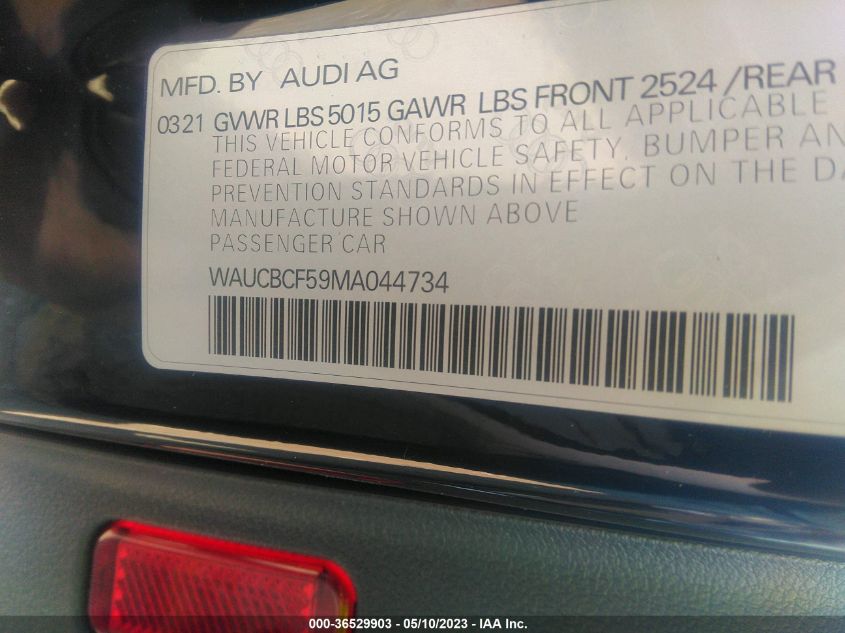 MFD. BY AUDI AG
0321 GVWR LBS 5015 GAWR LBS FRONT 2524 /REAR
THIS VEHICLE CONFORMS TO ALL APPLICABLE
FEDERAL MOTOR VEHICLE SAFETY, BUMPER AN
PREVENTION STANDARDS IN EFFECT ON THE DA
MANUFACTURE SHOWN ABOVE
PASSENGER CAR
WAUCBCF59MA044734
000-36529903 - 05/10/2023 - IAA Inc.